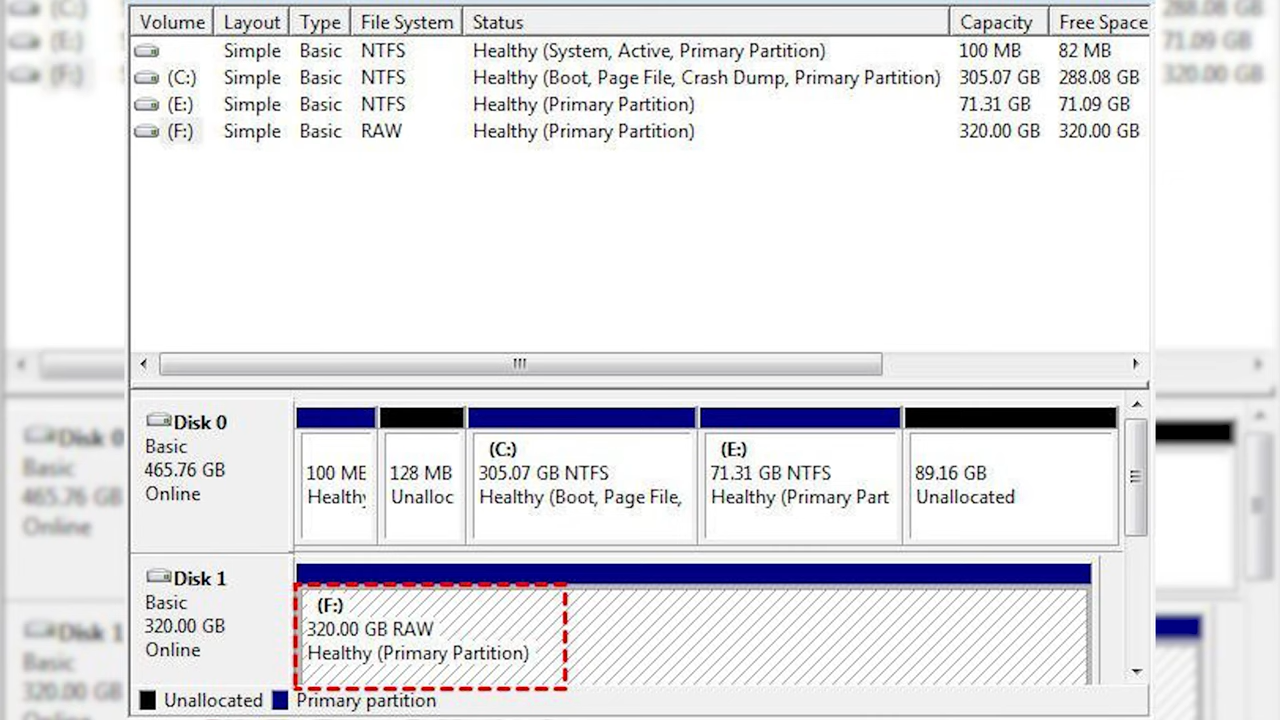 Volume Layout Type File System Status Capacity Free Space
Simple Basic NTFS Healthy (System, Active, Primary Partition) 100 MB 82 MB
(C:) Simple Basic NTFS Healthy (Boot, Page File, Crash Dump, Primary Partition) 305.07 GB 288.08 GB
(E:) Simple Basic NTFS Healthy (Primary Partition) 71.31 GB 71.09 GB
(F:) Simple Basic RAW Healthy (Primary Partition) 320.00 GB 320.00 GB
Disk 0
Basic
465.76 GB
Online
100 ME
Healthy
128 MB
Unalloc
(C:)
305.07 GB NTFS
Healthy (Boot, Page File,
(E:)
71.31 GB NTFS
Healthy (Primary Part
89.16 GB
Unallocated
Disk 1
Basic
320.00 GB
Online
(F:)
320.00 GB RAW
Healthy (Primary Partition)
Unallocated Primary partition